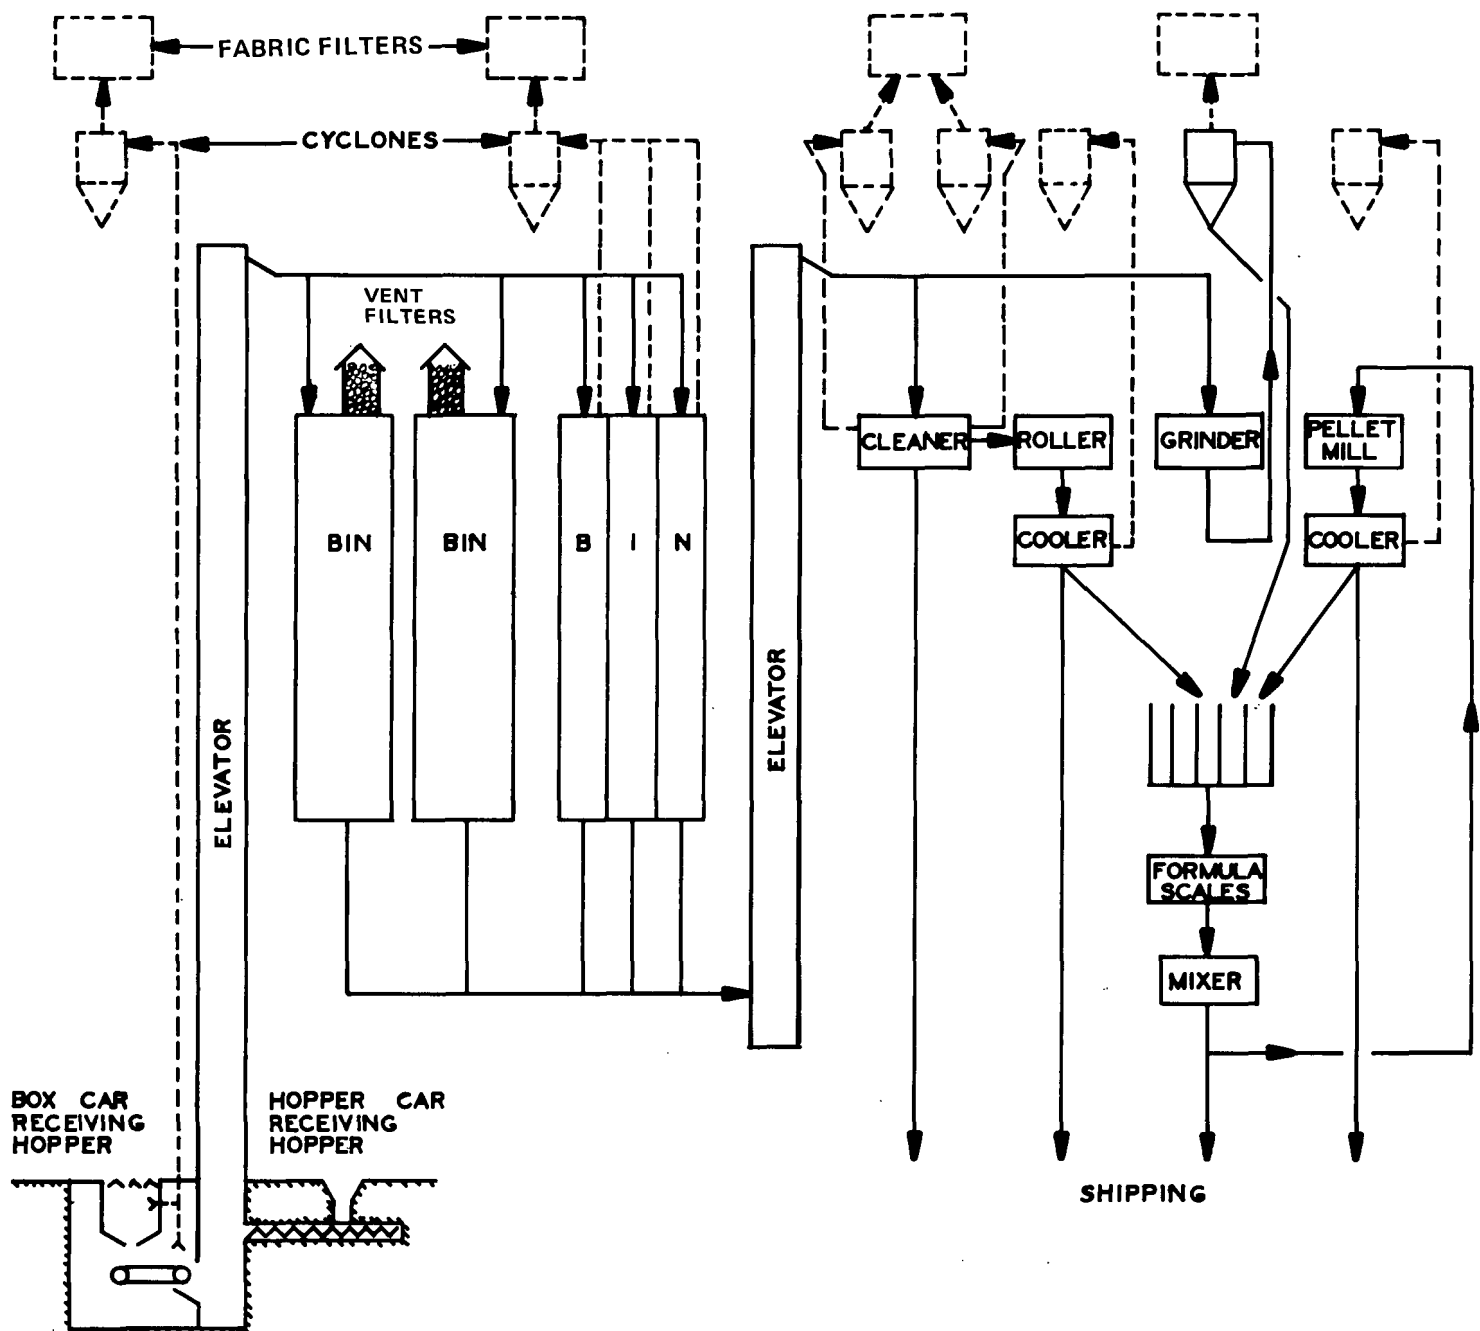 FABRIC FILTERS
CYCLONES
VENT
FILTERS
CLEANER
ROLLER
GRINDER
PELLET
MILL
BIN
BIN
B I N
COOLER
COOLER
ELEVATOR
ELEVATOR
FORMULA
SCALES
MIXER
BOX CAR
RECEIVING
HOPPER
HOPPER CAR
RECEIVING
HOPPER
SHIPPING